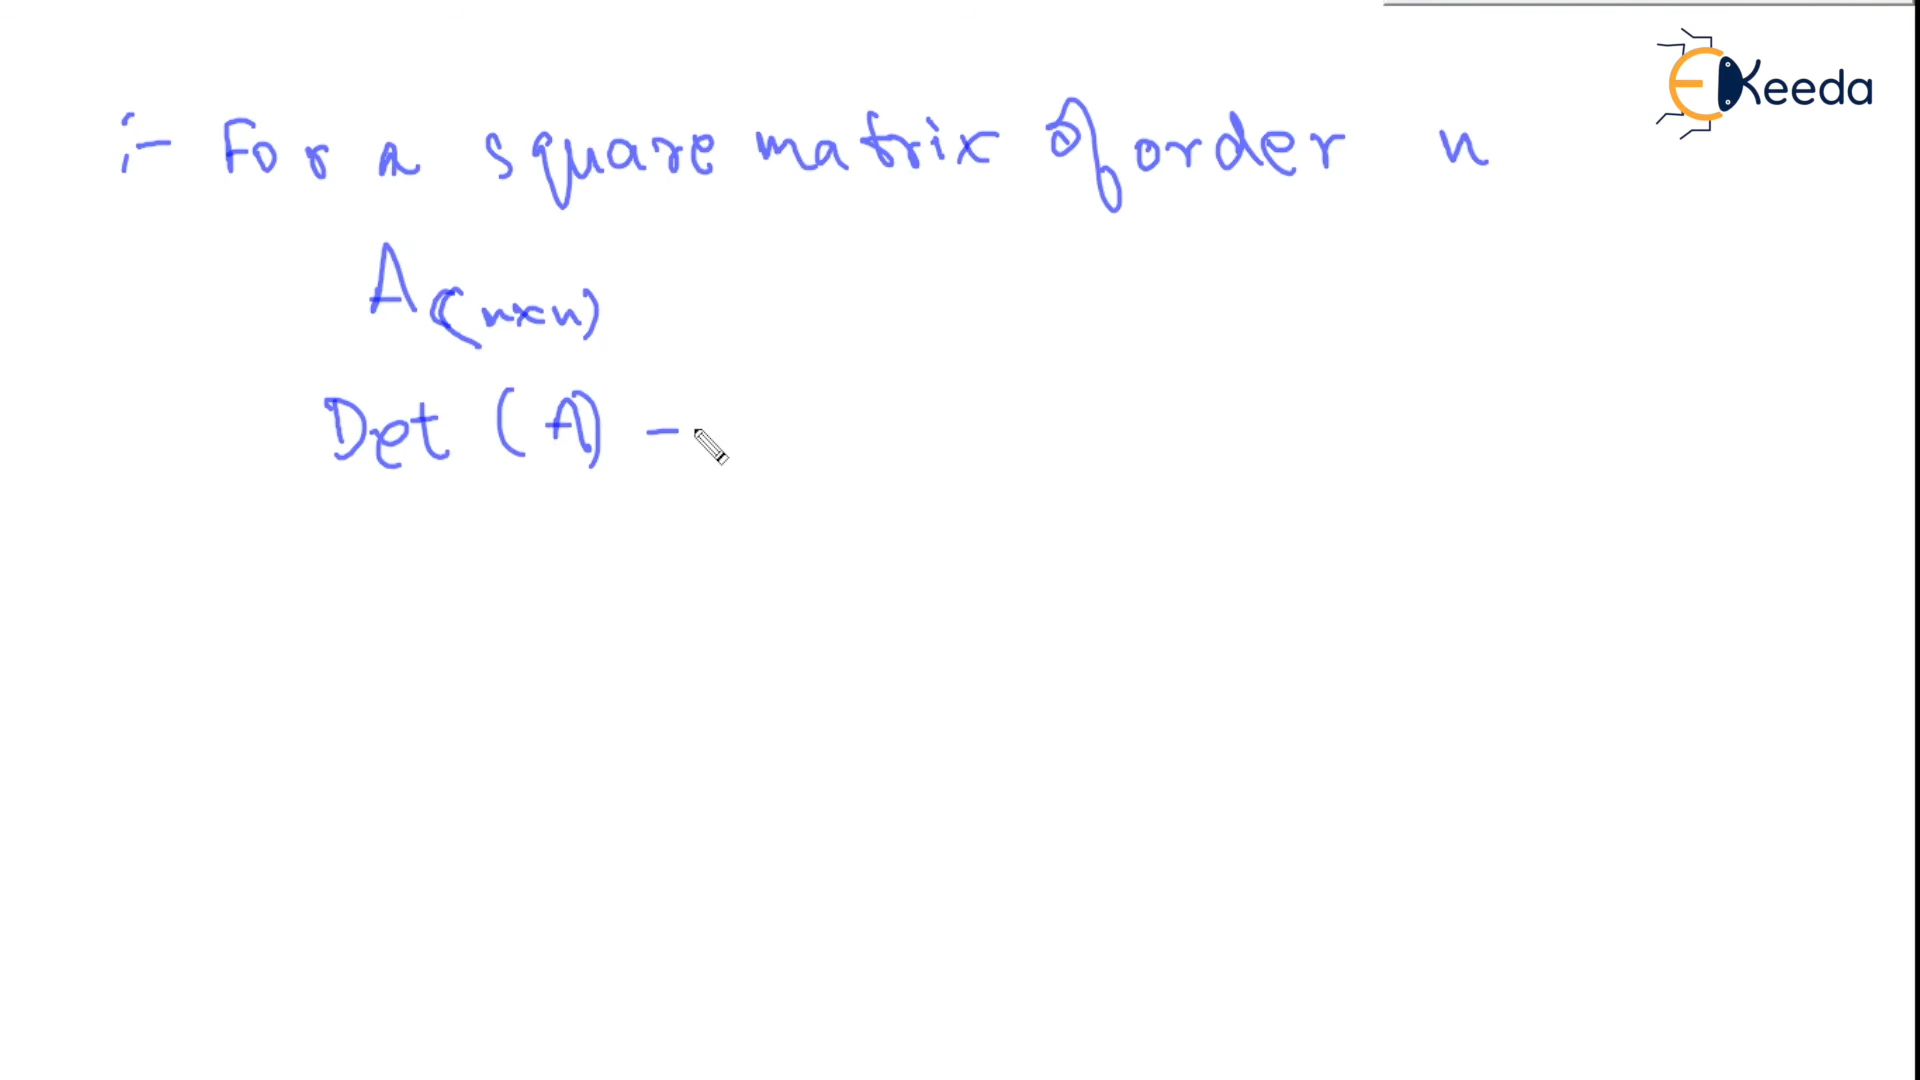 EKeeda
:- For a square matrix of order n
A(n×n)
Det (A) -